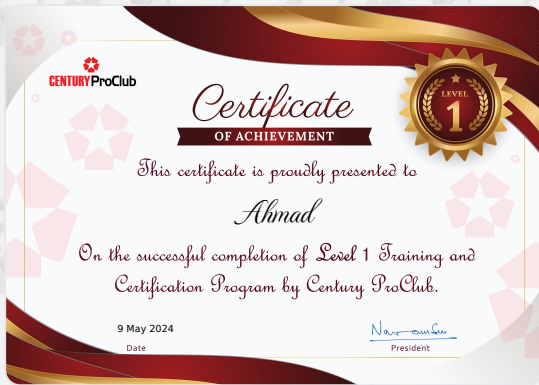 CENTURY ProClub
Certificate
OF ACHIEVEMENT
LEVEL
1
This certificate is proudly presented to
Ahmad
On the successful completion of Level 1 Training and
Certification Program by Century ProClub.
9 May 2024
Date
President